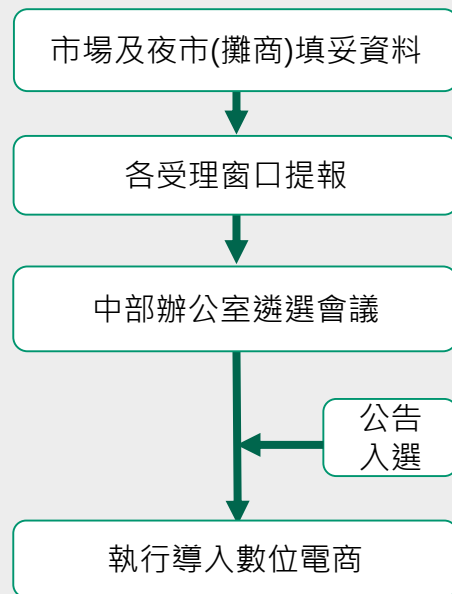 市場及夜市(攤商)填妥資料
各受理窗口提報
中部辦公室遴選會議
公告
入選
執行導入數位電商